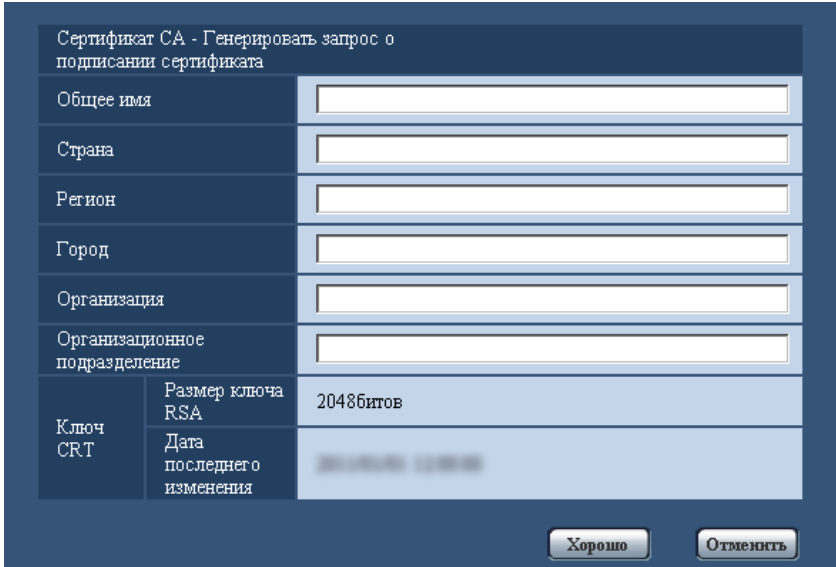 Сертификат CA - Генерировать запрос о
подписании сертификата
Общее имя
Страна
Регион
Город
Организация
Организационное
подразделение
Ключ
CRT
Размер ключа
RSA
2048битов
Дата
последнего
изменения
Хорошо
Отменить